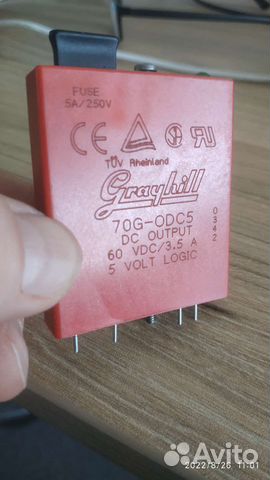 FUSE
5A/250V
CE
TÜV Rheinland
Grayhill
70G-ODC5
DC OUTPUT
60 VDC/3.5 A
5 VOLT LOGIC
0342
2022/8/26 11:01
Avito